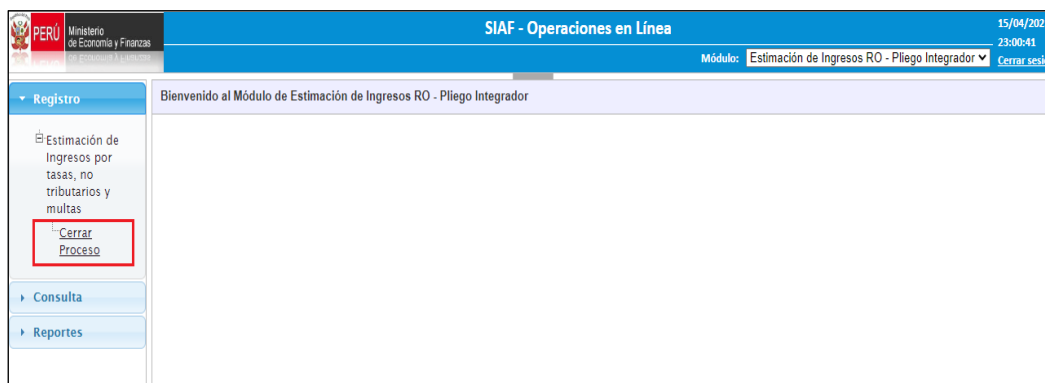 PERÚ
Ministerio
de Economía y Finanzas
SIAF - Operaciones en Línea
15/04/202
23:00:41
Módulo:
Estimación de Ingresos RO - Pliego Integrador
Cerrar sesi
Registro
Bienvenido al Módulo de Estimación de Ingresos RO - Pliego Integrador
Estimación de
Ingresos por
tasas, no
tributarios y
multas
Cerrar
Proceso
Consulta
Reportes